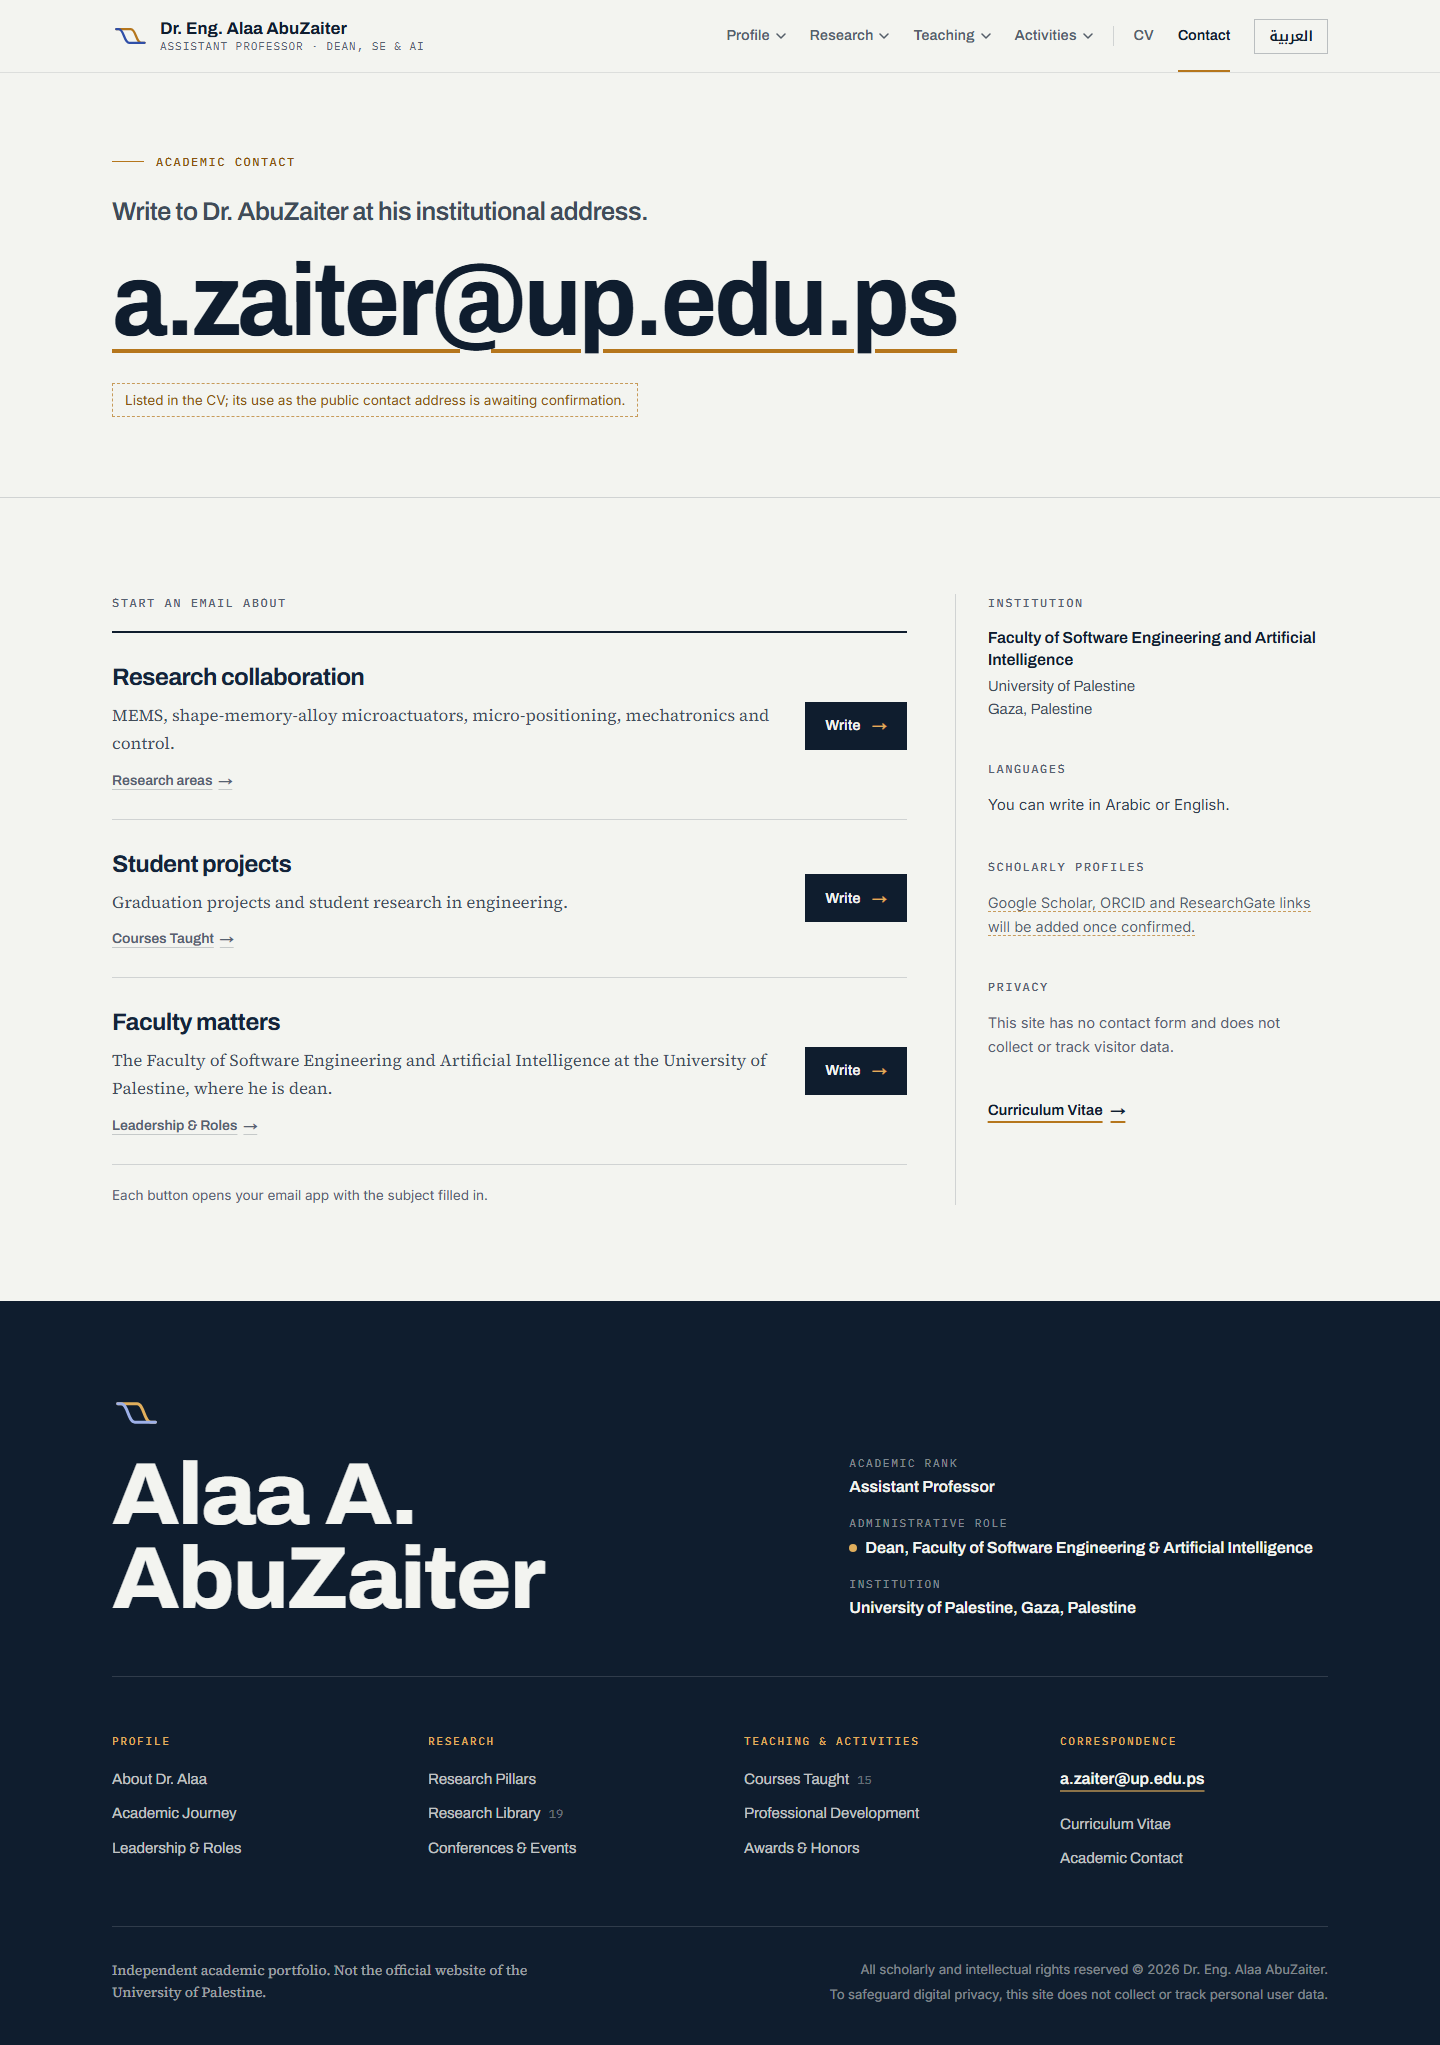 Dr. Eng. Alaa AbuZaiter
ASSISTANT PROFESSOR · DEAN, SE & AI
Profile
Research
Teaching
Activities
CV
Contact
العربية
ACADEMIC CONTACT
Write to Dr. AbuZaiter at his institutional address.
a.zaiter@up.edu.ps
Listed in the CV; its use as the public contact address is awaiting confirmation.
START AN EMAIL ABOUT
Research collaboration
MEMS, shape-memory-alloy microactuators, micro-positioning, mechatronics and
control.
Research areas →
Write →
Student projects
Graduation projects and student research in engineering.
Courses Taught →
Write →
Faculty matters
The Faculty of Software Engineering and Artificial Intelligence at the University of
Palestine, where he is dean.
Leadership & Roles →
Write →
Each button opens your email app with the subject filled in.
INSTITUTION
Faculty of Software Engineering and Artificial
Intelligence
University of Palestine
Gaza, Palestine
LANGUAGES
You can write in Arabic or English.
SCHOLARLY PROFILES
Google Scholar, ORCID and ResearchGate links
will be added once confirmed.
PRIVACY
This site has no contact form and does not
collect or track visitor data.
Curriculum Vitae →
Alaa A.
AbuZaiter
ACADEMIC RANK
Assistant Professor
ADMINISTRATIVE ROLE
Dean, Faculty of Software Engineering & Artificial Intelligence
INSTITUTION
University of Palestine, Gaza, Palestine
PROFILE
About Dr. Alaa
Academic Journey
Leadership & Roles
RESEARCH
Research Pillars
Research Library 19
Conferences & Events
TEACHING & ACTIVITIES
Courses Taught 15
Professional Development
Awards & Honors
CORRESPONDENCE
a.zaiter@up.edu.ps
Curriculum Vitae
Academic Contact
Independent academic portfolio. Not the official website of the
University of Palestine.
All scholarly and intellectual rights reserved © 2026 Dr. Eng. Alaa AbuZaiter.
To safeguard digital privacy, this site does not collect or track personal user data.